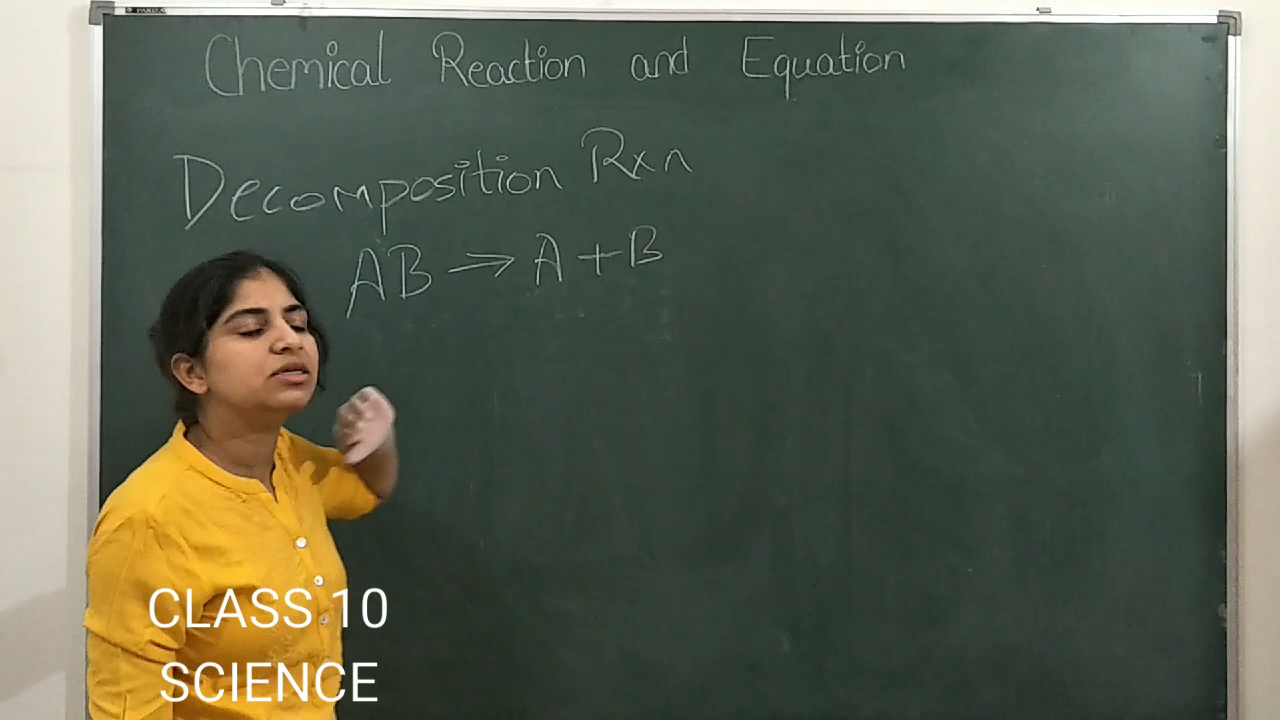 Chemical Reaction and Equation
Decomposition Rxn
AB → A + B
CLASS 10
SCIENCE